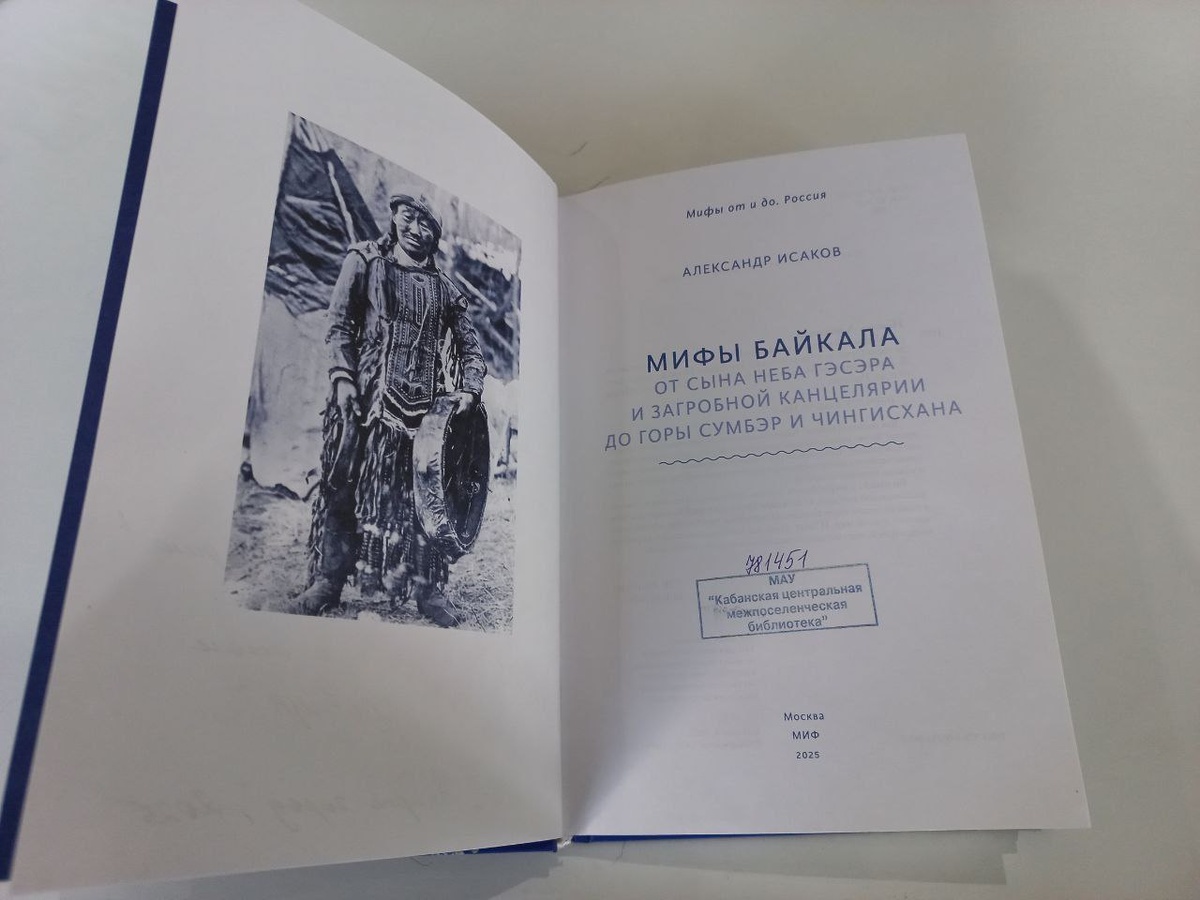 Мифы от и до. Россия
АЛЕКСАНДР ИСАКОВ
МИФЫ БАЙКАЛА
ОТ СЫНА НЕБА ГЭСЭРА
И ЗАГРОБНОЙ КАНЦЕЛЯРИИ
ДО ГОРЫ СУМБЭР И ЧИНГИСХАНА
781451
МАУ
"Кабанская центральная
межпоселенческая
библиотека"
Москва
МИФ
2025